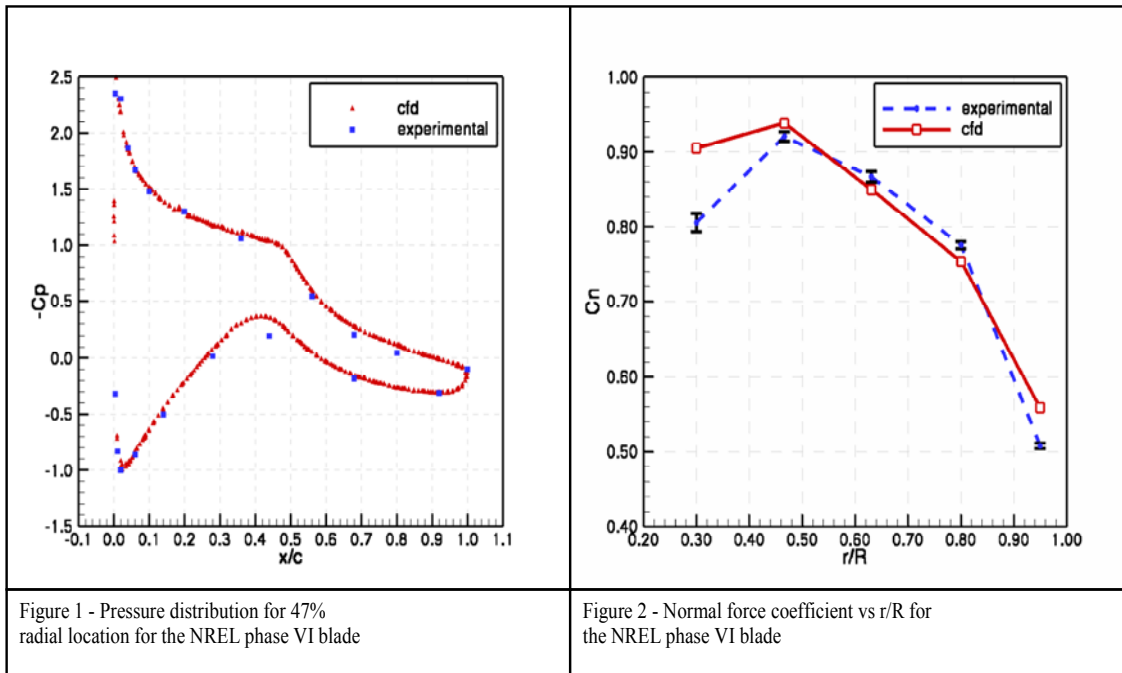 2.5
2.0
1.5
1.0
0.5
0.0
-0.5
-1.0
-1.5
-Cp
cfd
experimental
-0.1 0.0 0.1 0.2 0.3 0.4 0.5 0.6 0.7 0.8 0.9 1.0 1.1
x/c
1.00
0.90
0.80
0.70
0.60
0.50
0.40
Cn
experimental
cfd
0.20 0.30 0.40 0.50 0.60 0.70 0.80 0.90 1.00
r/R
Figure 1 - Pressure distribution for 47%
radial location for the NREL phase VI blade
Figure 2 - Normal force coefficient vs r/R for
the NREL phase VI blade